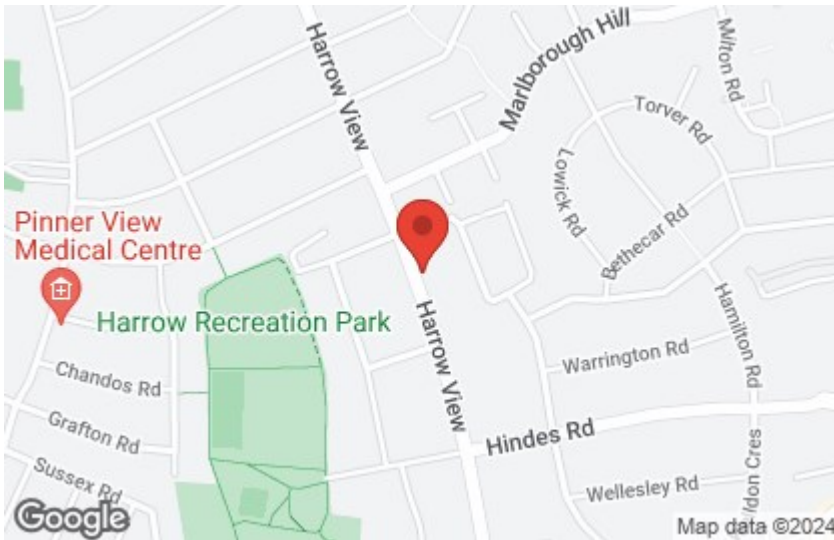 Harrow View
Marlborough Hill
Milton Rd
Torver Rd
Lowick Rd
Bethecar Rd
Pinner View
Medical Centre
Harrow Recreation Park
Harrow View
Hamilton Rd
Warrington Rd
Chandos Rd
Grafton Rd
Hindes Rd
Sussex Rd
Wellesley Rd
Google
Map data ©2024